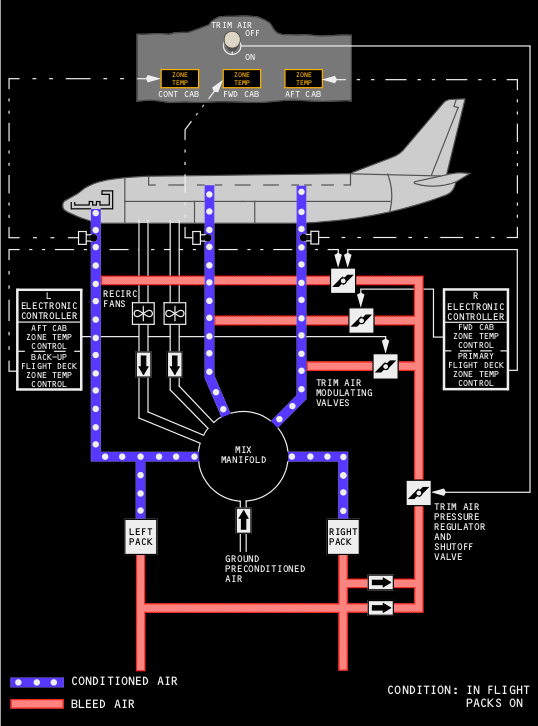 TRIM AIR
OFF
ON
ZONE
TEMP
ZONE
TEMP
ZONE
TEMP
CONT CAB
FWD CAB
AFT CAB
RECIRC
FANS
L
ELECTRONIC
CONTROLLER
AFT CAB
ZONE TEMP
CONTROL
BACK-UP
FLIGHT DECK
ZONE TEMP
CONTROL
R
ELECTRONIC
CONTROLLER
FWD CAB
ZONE TEMP
CONTROL
PRIMARY
FLIGHT DECK
ZONE TEMP
CONTROL
TRIM AIR
MODULATING
VALVES
MIX
MANIFOLD
LEFT
PACK
RIGHT
PACK
TRIM AIR
PRESSURE
REGULATOR
AND
SHUTOFF
VALVE
GROUND
PRECONDITIONED
AIR
CONDITIONED AIR
BLEED AIR
CONDITION: IN FLIGHT
PACKS ON